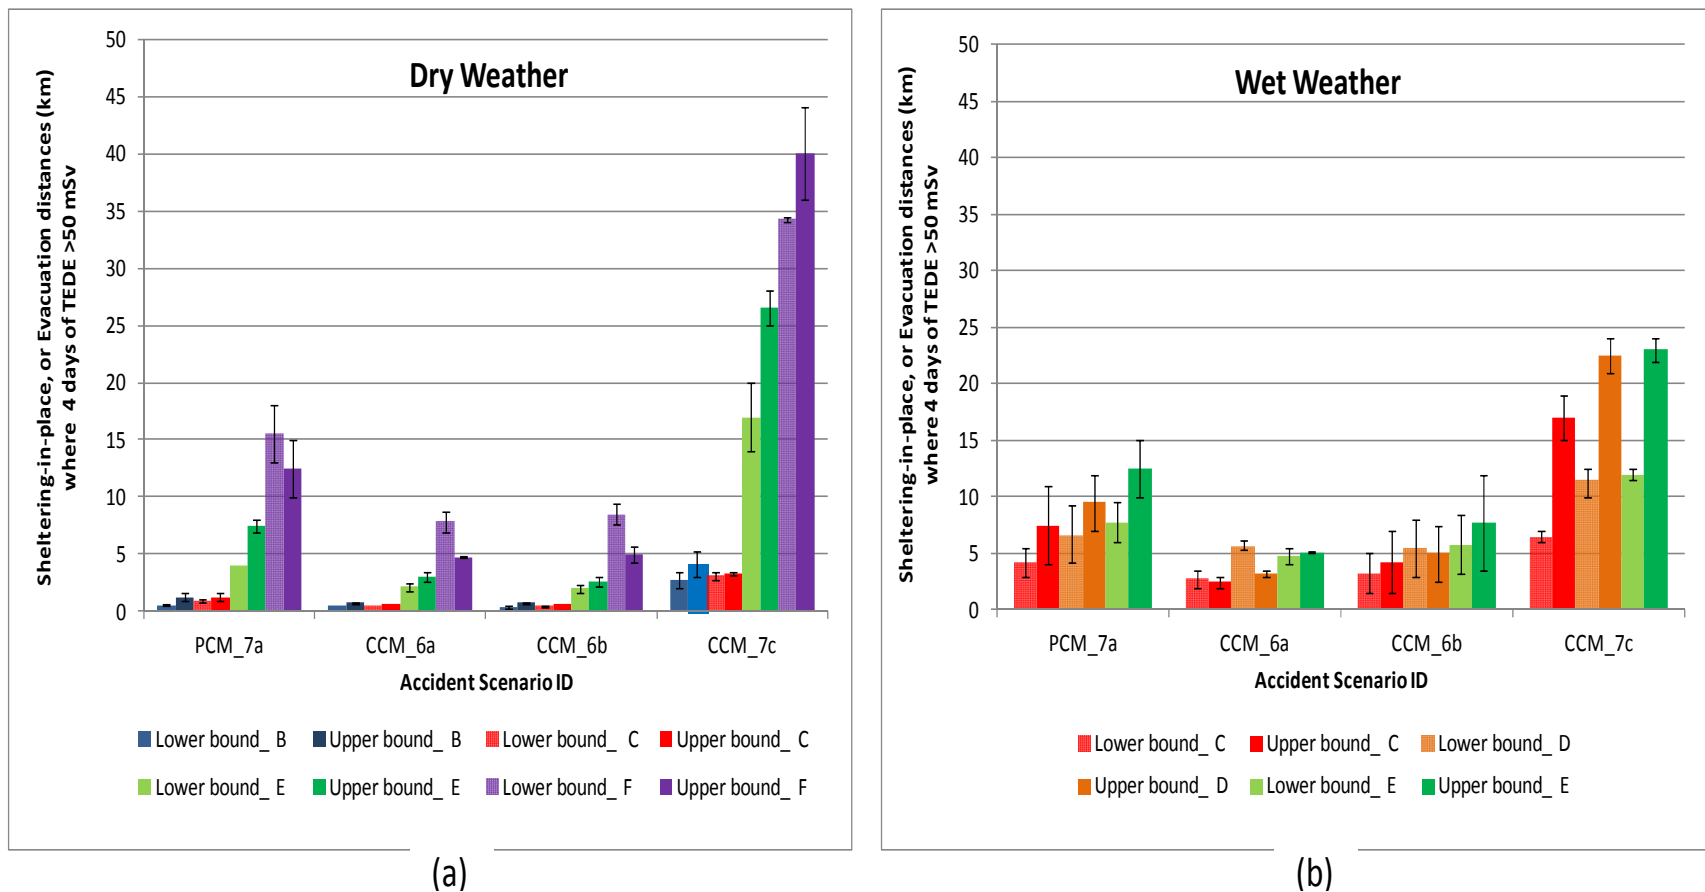 Dry Weather
Sheltering-in-place, or Evacuation distances (km)
where 4 days of TEDE >50 mSv
50
45
40
35
30
25
20
15
10
5
0
PCM_7a CCM_6a CCM_6b CCM_7c
Accident Scenario ID
Lower bound_ B Upper bound_ B Lower bound_ C Upper bound_ C
Lower bound_ E Upper bound_ E Lower bound_ F Upper bound_ F
(a)
Wet Weather
Sheltering-in-place, or Evacuation distances (km)
where 4 days of TEDE >50 mSv
50
45
40
35
30
25
20
15
10
5
0
PCM_7a CCM_6a CCM_6b CCM_7c
Accident Scenario ID
Lower bound_ C Upper bound_ C Lower bound_ D
Upper bound_ D Lower bound_ E Upper bound_ E
(b)